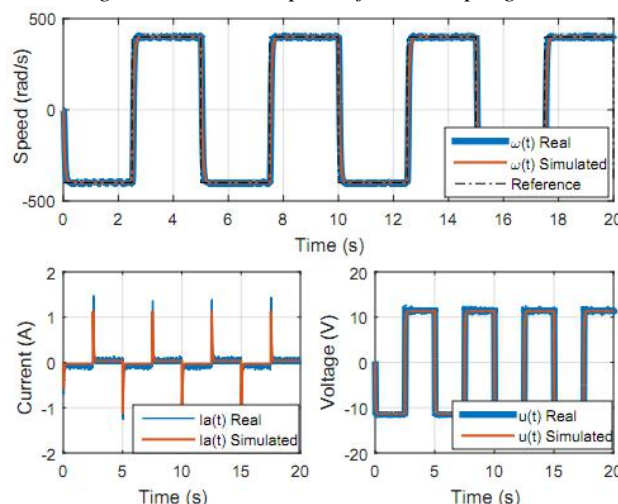 500
0
-500
Speed (rad/s)
0 2 4 6 8 10 12 14 16 18 20
Time (s)
ω(t) Real
ω(t) Simulated
Reference
2
1
0
-1
-2
Current (A)
0 5 10 15 20
Time (s)
Ia(t) Real
Ia(t) Simulated
20
10
0
-10
-20
Voltage (V)
0 5 10 15 20
Time (s)
u(t) Real
u(t) Simulated